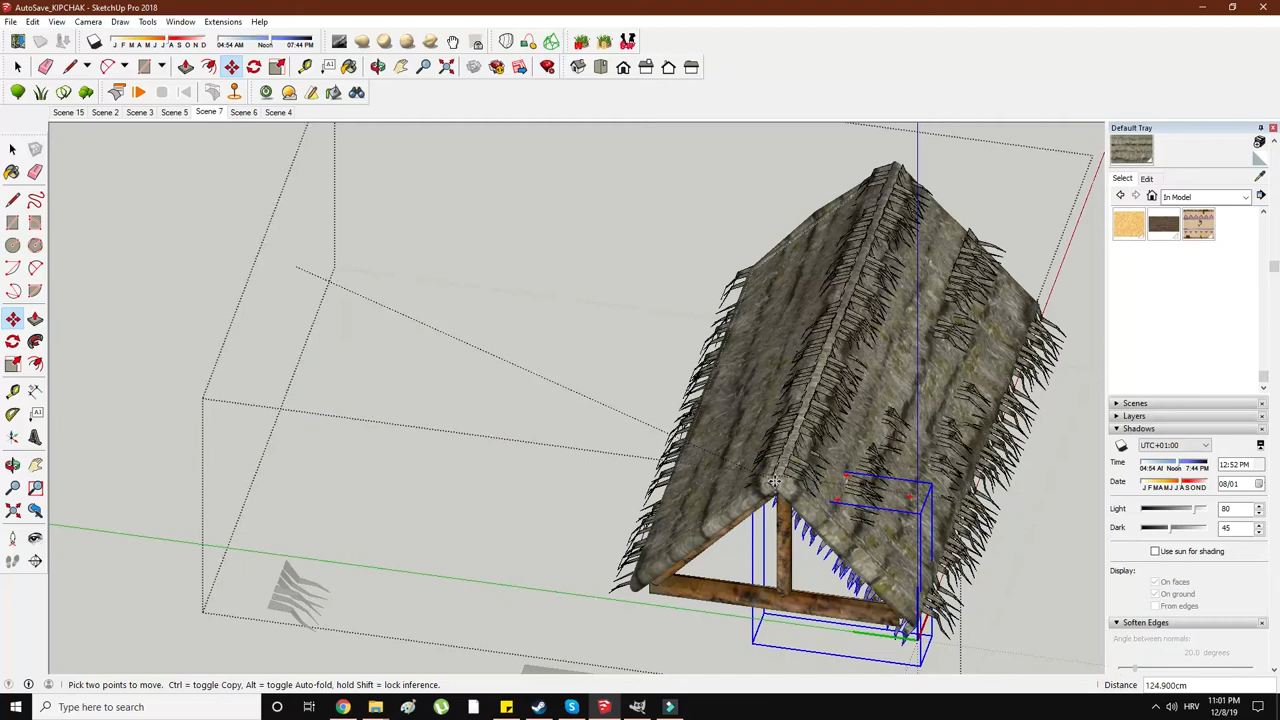 AutoSave_KIPCHAK - SketchUp Pro 2018
File Edit View Camera Draw Tools Window Extensions Help
J F M A M J J A S O N D 04:54 AM Noon 07:44 PM
Scene 15 Scene 2 Scene 3 Scene 5 Scene 7 Scene 6 Scene 4
Default Tray
Select Edit
In Model
Scenes
Layers
Shadows
UTC+01:00
Time 04:54 AM Noon 7:44 PM 12:52 PM
Date J F M A M J J A S O N D 08/01
Light 80
Dark 45
Use sun for shading
Display:
On faces
On ground
From edges
Soften Edges
Angle between normals:
20.0 degrees
Pick two points to move. Ctrl = toggle Copy, Alt = toggle Auto-fold, hold Shift = lock inference.
Distance 124.900cm
Type here to search
HRV
11:01 PM
12/8/19